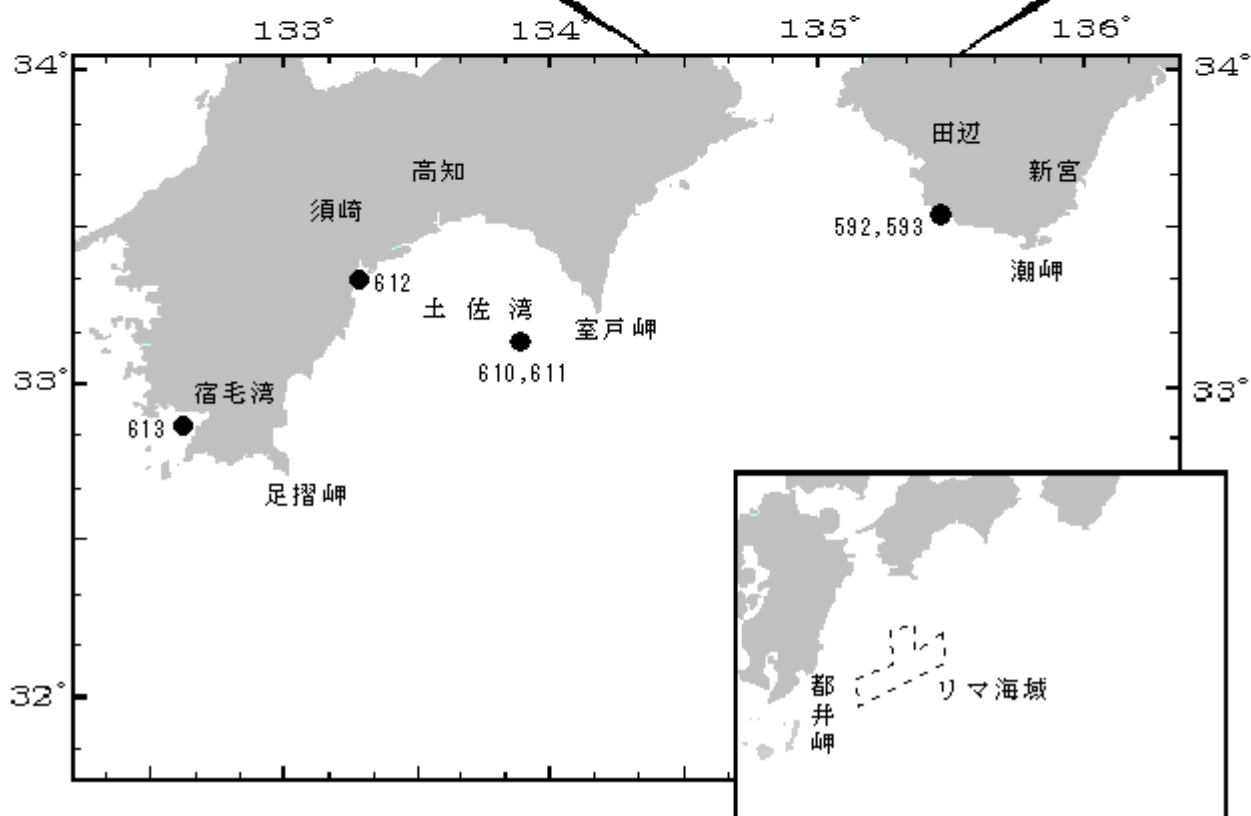 133°
134°
135°
136°
34°
34°
田辺
高知
新宮
須崎
592,593
潮岬
612
土佐湾
室戸岬
610,611
33°
33°
宿毛湾
613
足摺岬
32°
都井岬
リマ海域